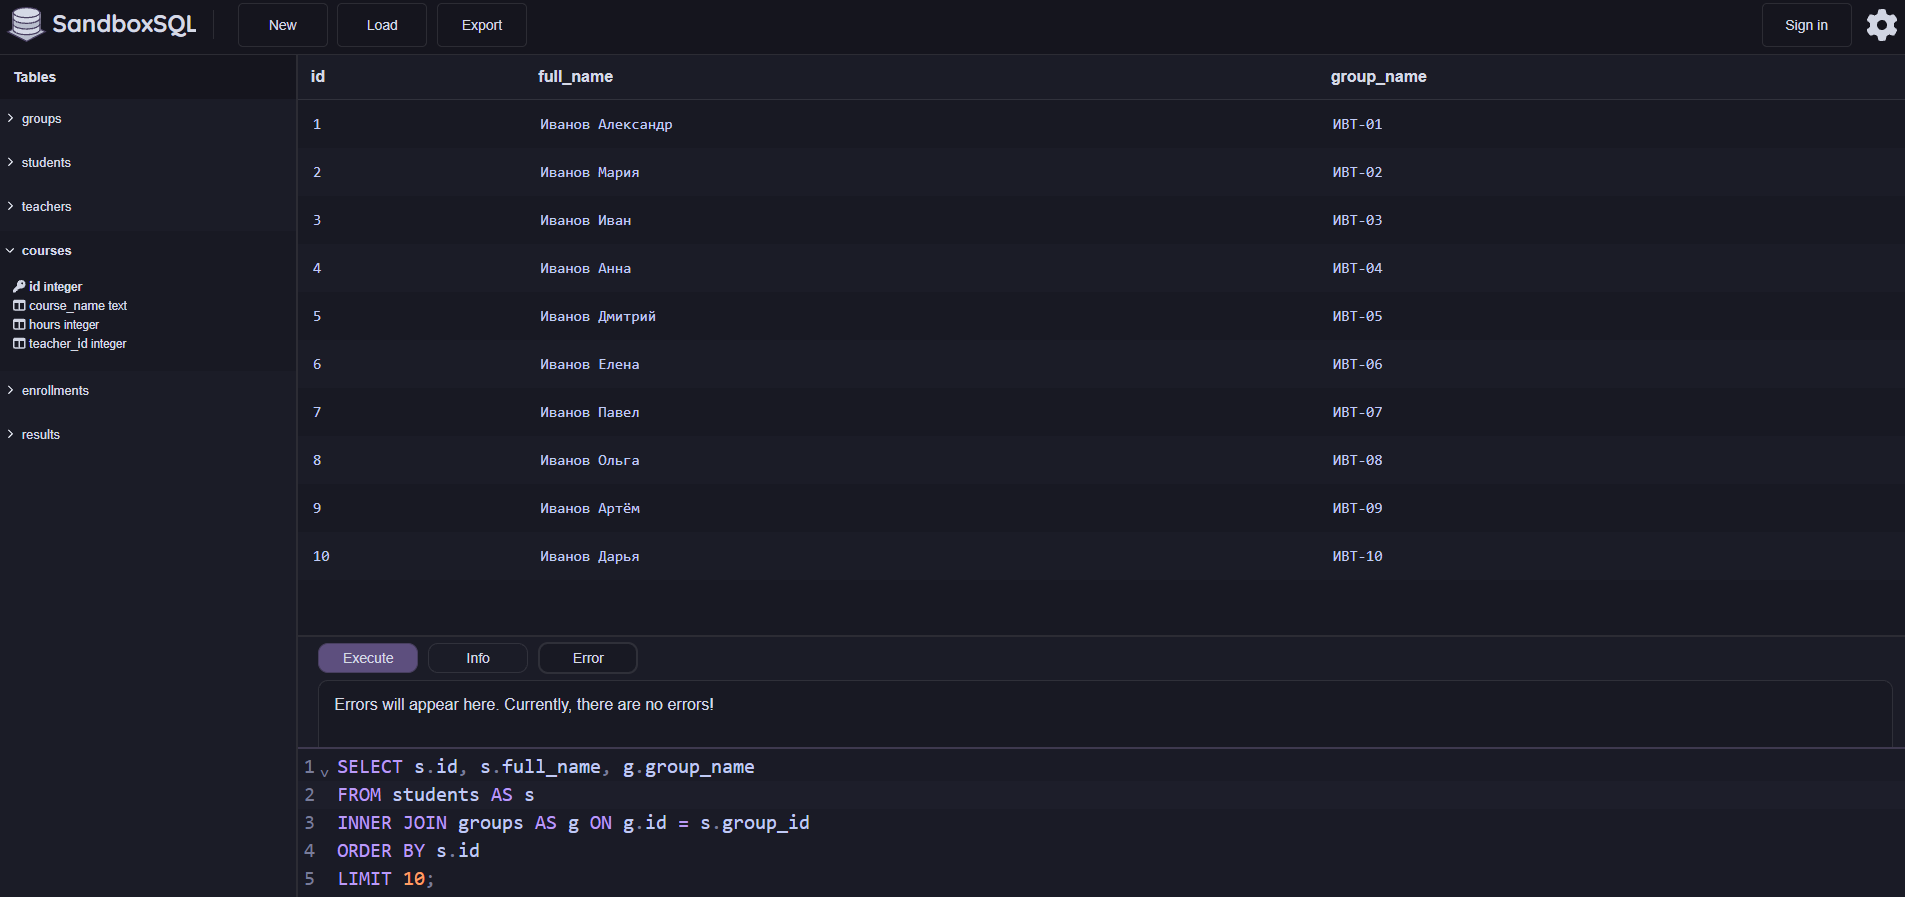 SandboxSQL New Load Export Sign in
Tables
groups
students
teachers
courses
id integer
course_name text
hours integer
teacher_id integer
enrollments
results
id full_name group_name
1 Иванов Александр ИВТ-01
2 Иванов Мария ИВТ-02
3 Иванов Иван ИВТ-03
4 Иванов Анна ИВТ-04
5 Иванов Дмитрий ИВТ-05
6 Иванов Елена ИВТ-06
7 Иванов Павел ИВТ-07
8 Иванов Ольга ИВТ-08
9 Иванов Артём ИВТ-09
10 Иванов Дарья ИВТ-10
Execute Info Error
Errors will appear here. Currently, there are no errors!
1 SELECT s.id, s.full_name, g.group_name
2 FROM students AS s
3 INNER JOIN groups AS g ON g.id = s.group_id
4 ORDER BY s.id
5 LIMIT 10;